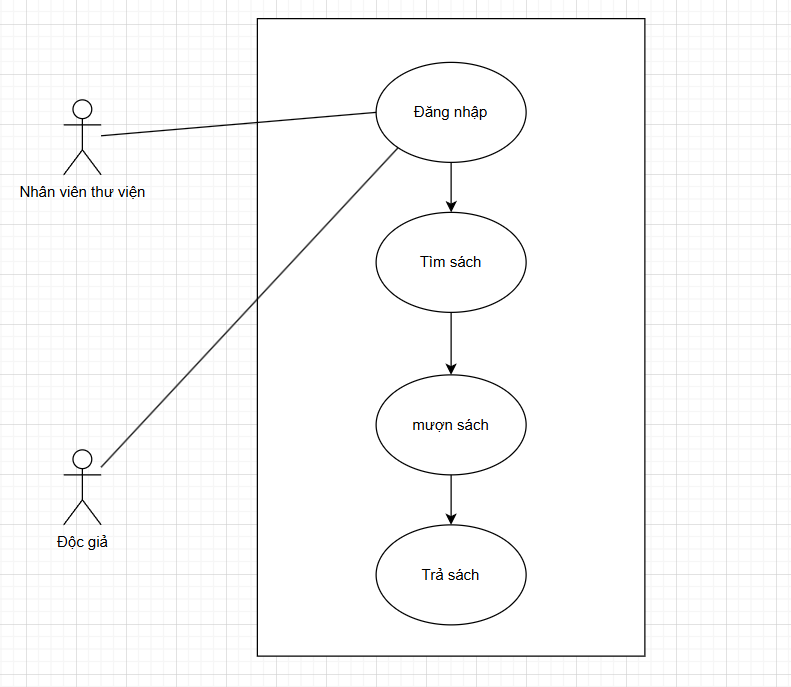 Đăng nhập
Nhân viên thư viện
Tìm sách
mượn sách
Độc giả
Trả sách